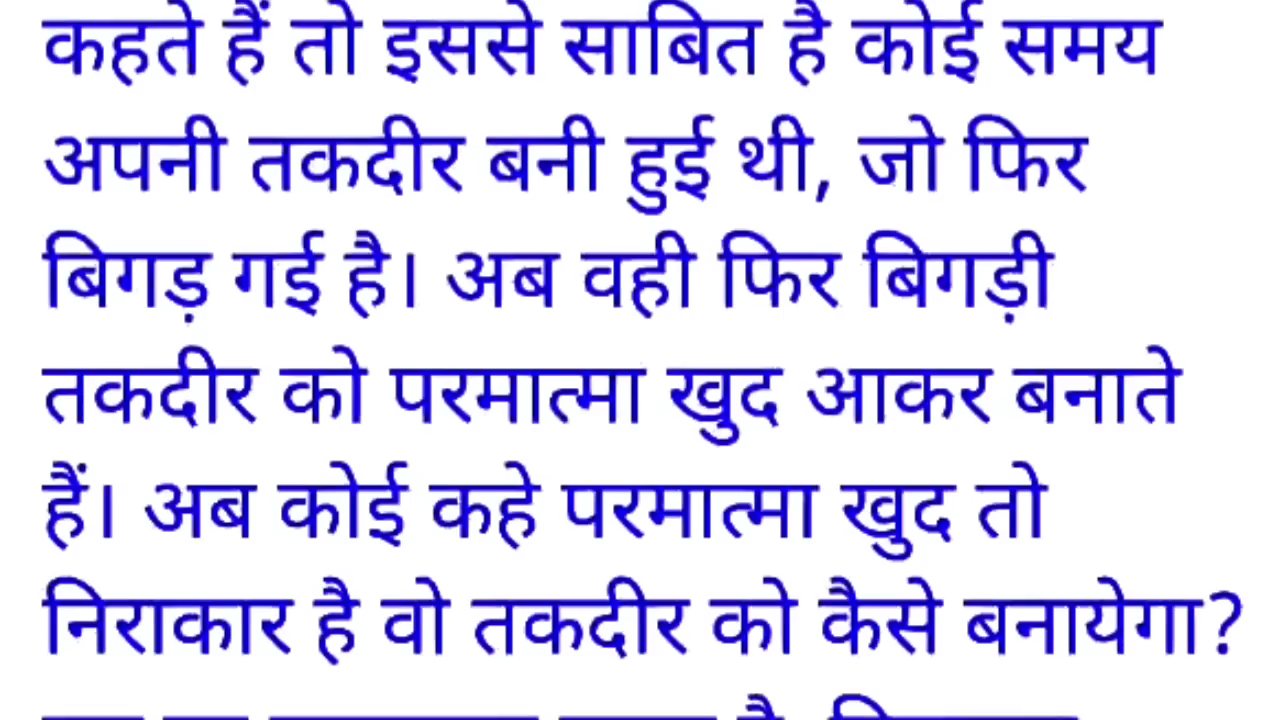 कहते हैं तो इससे साबित है कोई समय
अपनी तकदीर बनी हुई थी, जो फिर
बिगड़ गई है। अब वही फिर बिगड़ी
तकदीर को परमात्मा खुद आकर बनाते
हैं। अब कोई कहे परमात्मा खुद तो
निराकार है वो तकदीर को कैसे बनायेगा?